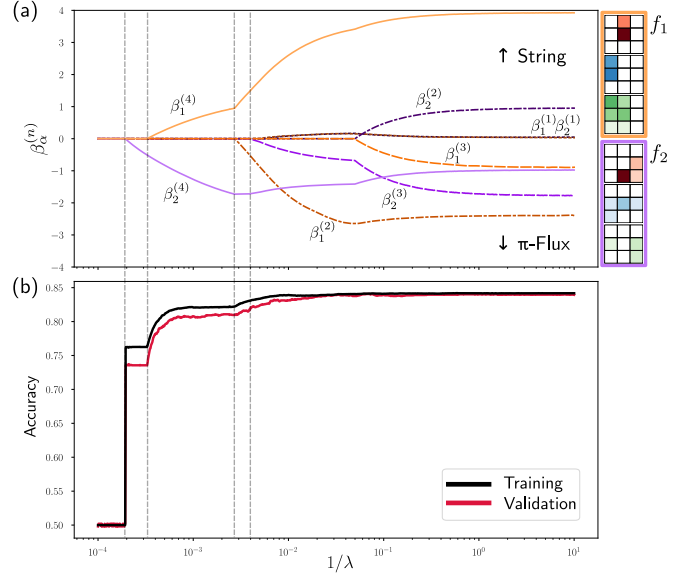 (a)
4
3
2
1
0
−1
−2
−3
−4
β_α^(n)
β_1^(4)
β_2^(4)
β_2^(2)
β_1^(1) β_2^(1)
β_1^(3)
β_2^(3)
β_1^(2)
↑ String
↓ π-Flux
f_1
f_2
(b)
0.85
0.80
0.75
0.70
0.65
0.60
0.55
0.50
Accuracy
Training
Validation
10^−4
10^−3
10^−2
10^−1
10^0
10^1
1/λ